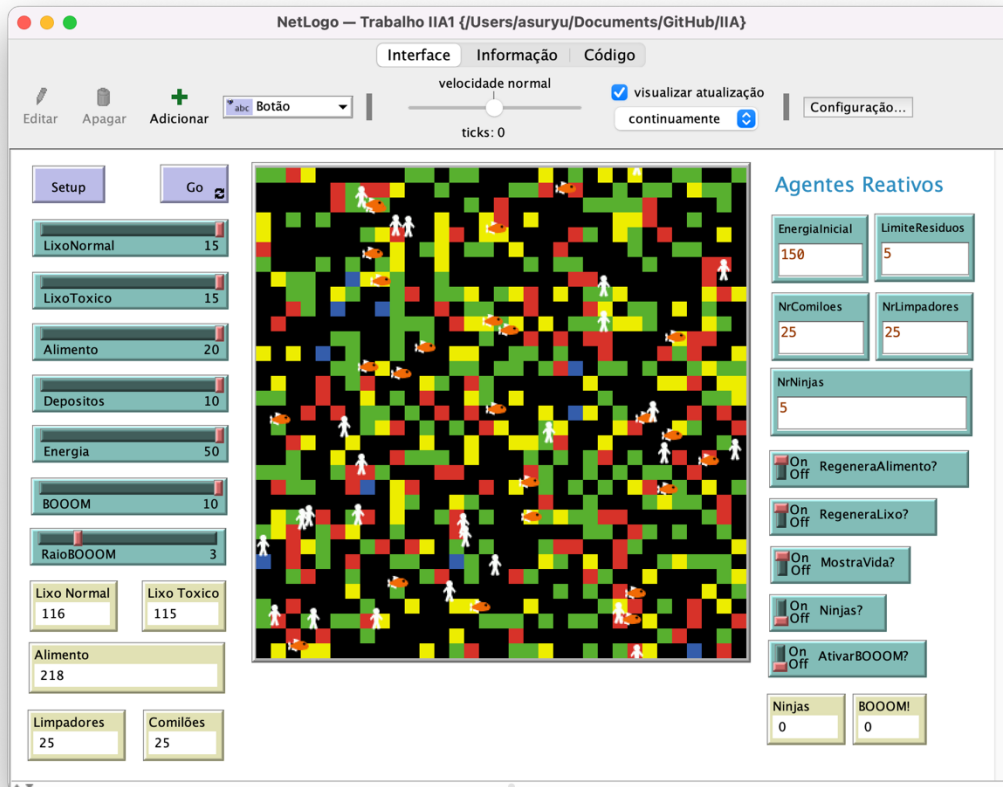 NetLogo — Trabalho IIA1 {/Users/asuryu/Documents/GitHub/IIA}
Interface Informação Código
Editar
Apagar
Adicionar
abc Botão
velocidade normal
ticks: 0
visualizar atualização
continuamente
Configuração...
Setup
Go
LixoNormal 15
LixoToxico 15
Alimento 20
Depositos 10
Energia 50
BOOOM 10
RaioBOOOM 3
Lixo Normal
116
Lixo Toxico
115
Alimento
218
Limpadores
25
Comilões
25
Agentes Reativos
EnergiaInicial
150
LimiteResiduos
5
NrComiloes
25
NrLimpadores
25
NrNinjas
5
On
Off
RegeneraAlimento?
On
Off
RegeneraLixo?
On
Off
MostraVida?
On
Off
Ninjas?
On
Off
AtivarBOOOM?
Ninjas
0
BOOOM!
0